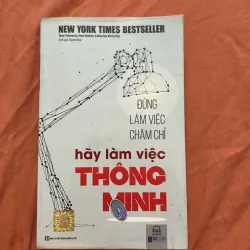 NEW YORK TIMES BESTSELLER
ĐỪNG
LÀM VIỆC
CHĂM CHỈ
hãy làm việc
THÔNG
MINH